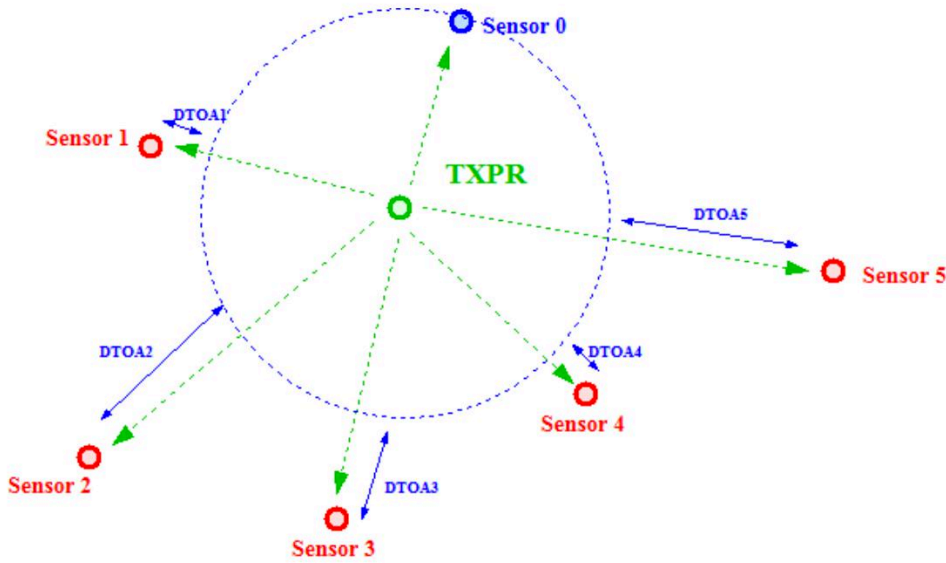 Sensor 0
DTOA1
Sensor 1
TXPR
DTOA5
Sensor 5
DTOA2
DTOA4
Sensor 4
Sensor 2
DTOA3
Sensor 3